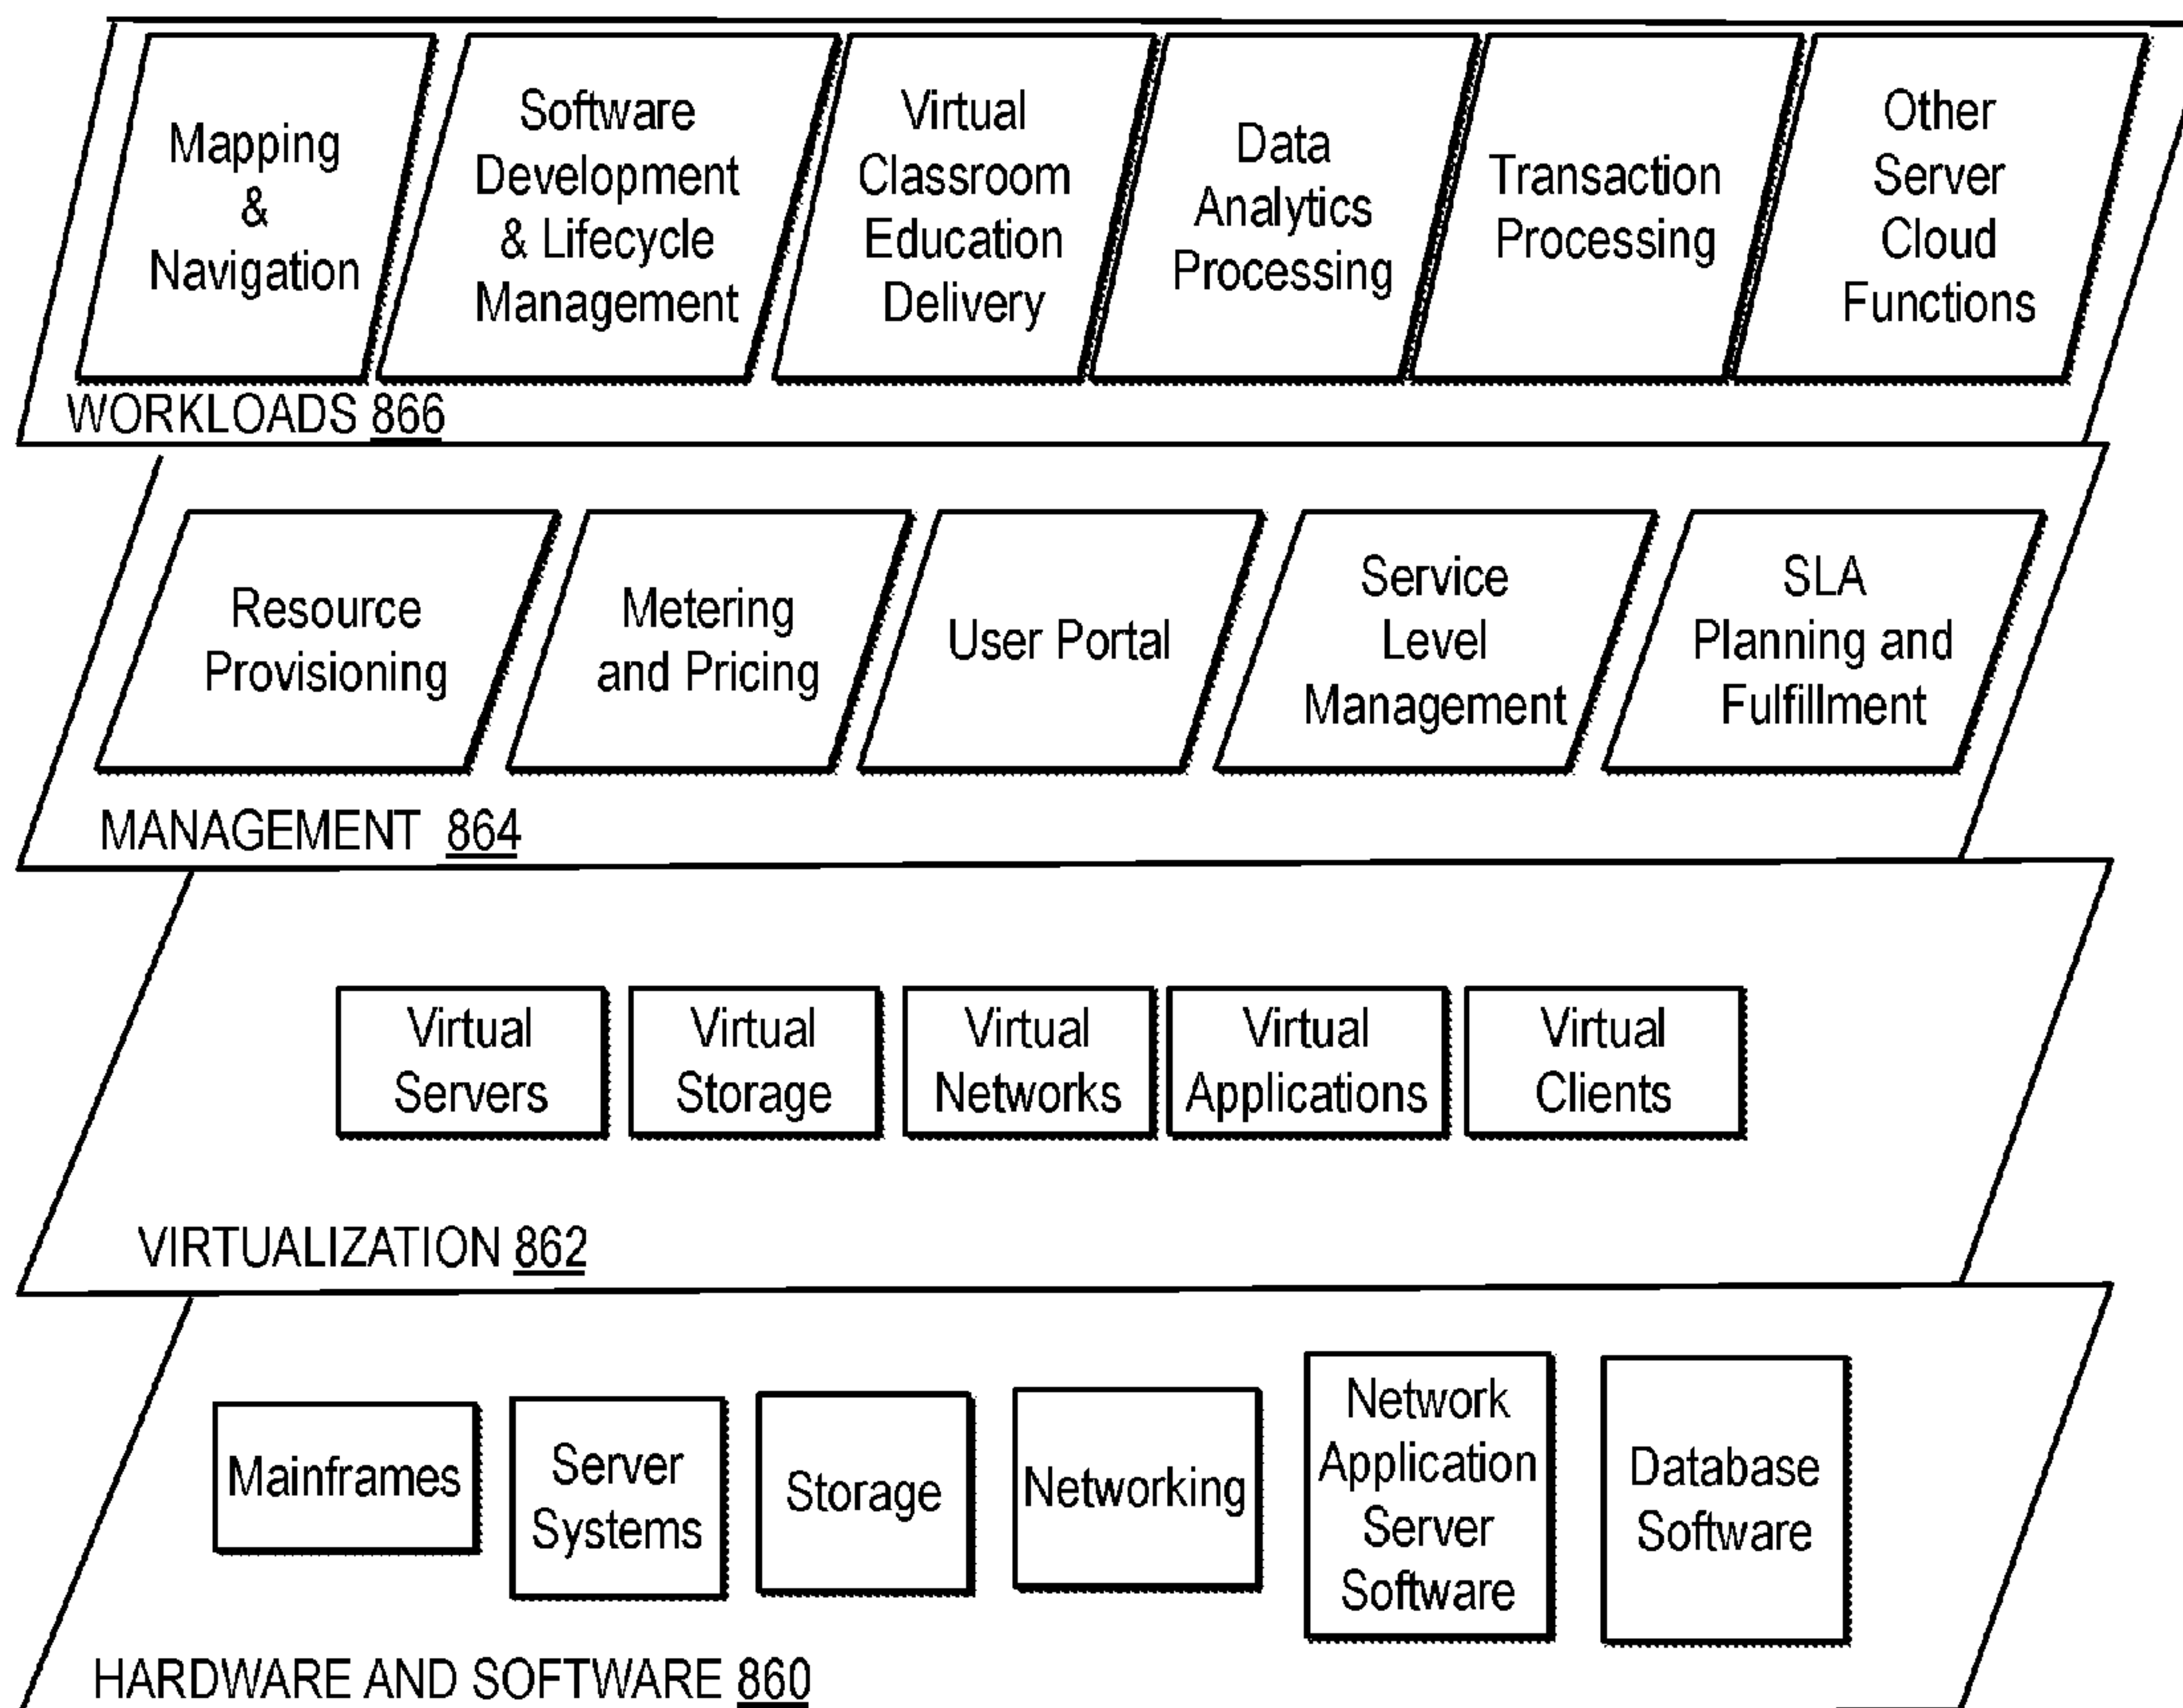 Mapping
&
Navigation
Software
Development
& Lifecycle
Management
Virtual
Classroom
Education
Delivery
Data
Analytics
Processing
Transaction
Processing
Other
Server
Cloud
Functions
WORKLOADS 866
Resource
Provisioning
Metering
and Pricing
User Portal
Service
Level
Management
SLA
Planning and
Fulfillment
MANAGEMENT 864
Virtual
Servers
Virtual
Storage
Virtual
Networks
Virtual
Applications
Virtual
Clients
VIRTUALIZATION 862
Mainframes
Server
Systems
Storage
Networking
Network
Application
Server
Software
Database
Software
HARDWARE AND SOFTWARE 860